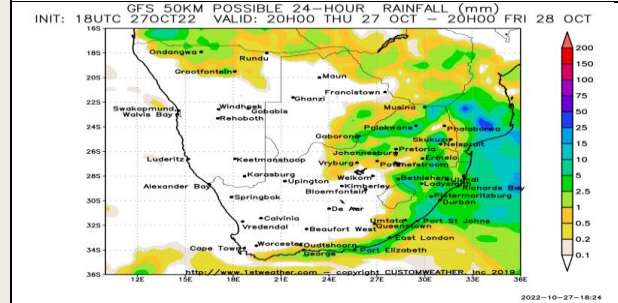 GFS 50KM POSSIBLE 24-HOUR RAINFALL (mm)
INIT: 18UTC 27OCT22 VALID: 20H00 THU 27 OCT - 20H00 FRI 28 OCT
16S
18S
20S
22S
24S
26S
28S
30S
32S
34S
36S
Ondangwa
Rundu
Grootfontein
Maun
Francistown
Ghanzi
Musina
Swakopmund
Windhoek
Gobabis
Walvis Bay
Rehoboth
Polokwane
Phalaborwa
Gaborone
Skukuza
Nelspruit
Pretoria
Johannesburg
Ermelo
Luderitz
Keetmanshoop
Vryburg
Potchefstroom
Karasburg
Upington
Welkom
Bethlehem
Ulundi
Alexander Bay
Kimberley
Ladysmith
Richards Bay
Bloemfontein
Springbok
Pietermaritzburg
Durban
De Aar
Calvinia
Umtata
Port St Johns
Vredendal
Beaufort West
Queenstown
East London
Cape Town
Worcester
Oudtshoorn
George
Port Elizabeth
http://www.1stweather.com - copyright CUSTOMWEATHER, Inc 2019
12E 15E 18E 21E 24E 27E 30E 33E 36E
200
150
100
75
50
25
15
10
5
2.5
1
0.5
0.2
0.1
2022-10-27-18:24